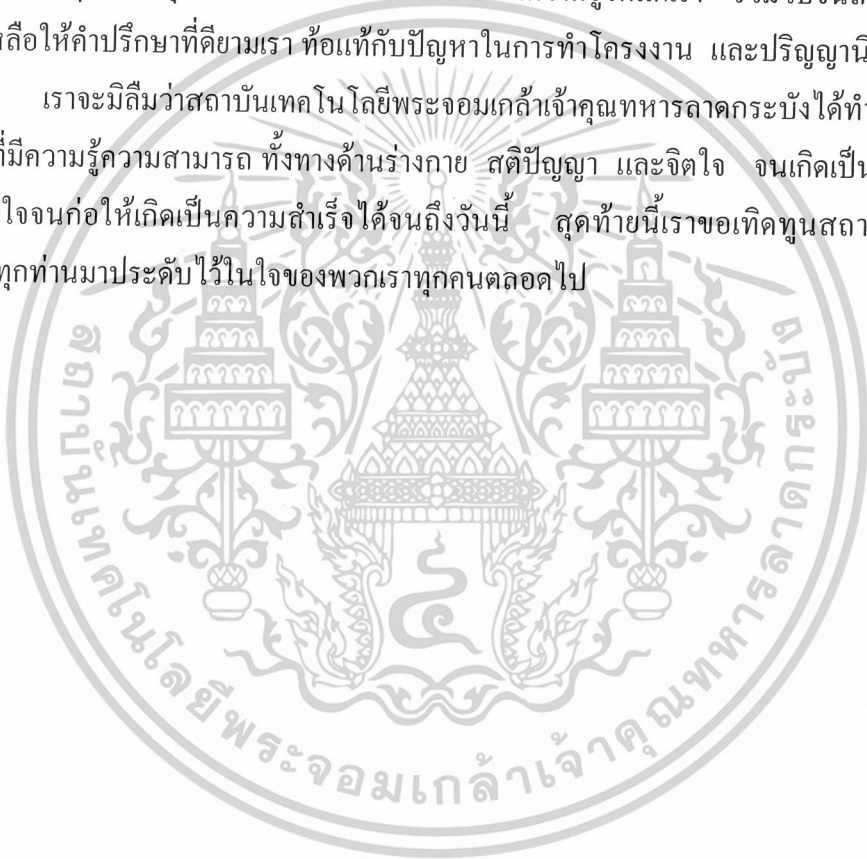 หลือให้คำปรึกษาที่ดียามเรา ท้อแท้กับปัญหาในการทำโครงงาน และปริญญานิ
เราจะมิลืมว่าสถาบันเทคโนโลยีพระจอมเกล้าเจ้าคุณทหารลาดกระบังได้ทำ
ที่มีความรู้ความสามารถ ทั้งทางด้านร่างกาย สติปัญญา และจิตใจ จนเกิดเป็น
ใจจนก่อให้เกิดเป็นความสำเร็จได้จนถึงวันนี้ สุดท้ายนี้เราขอเทิดทูนสถา
ทุกท่านมาประดับไว้ในใจของพวกเราทุกคนตลอดไป
สถาบันเทคโนโลยีพระจอมเกล้าเจ้าคุณทหารลาดกระบัง
๔